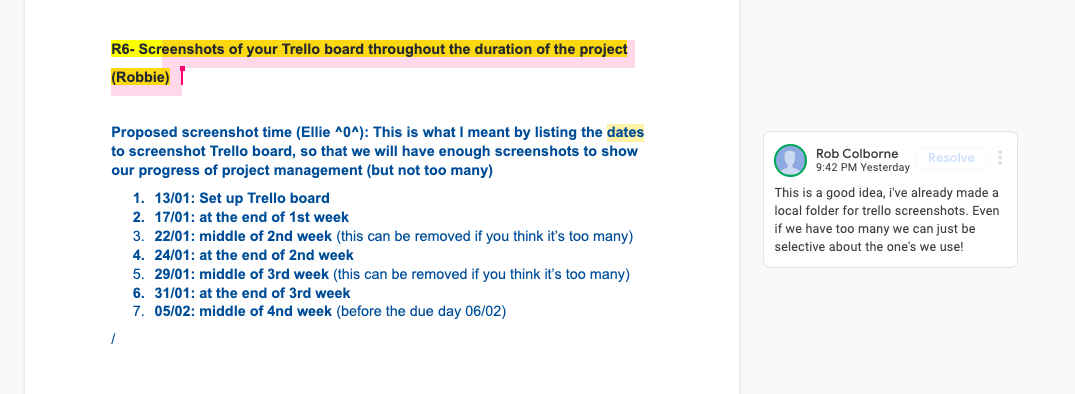 R6- Screenshots of your Trello board throughout the duration of the project
(Robbie)
Proposed screenshot time (Ellie ^0^): This is what I meant by listing the dates
to screenshot Trello board, so that we will have enough screenshots to show
our progress of project management (but not too many)
1. 13/01: Set up Trello board
2. 17/01: at the end of 1st week
3. 22/01: middle of 2nd week (this can be removed if you think it's too many)
4. 24/01: at the end of 2nd week
5. 29/01: middle of 3rd week (this can be removed if you think it's too many)
6. 31/01: at the end of 3rd week
7. 05/02: middle of 4nd week (before the due day 06/02)
/
Rob Colborne
Resolve
9:42 PM Yesterday
This is a good idea, i've already made a
local folder for trello screenshots. Even
if we have too many we can just be
selective about the one's we use!